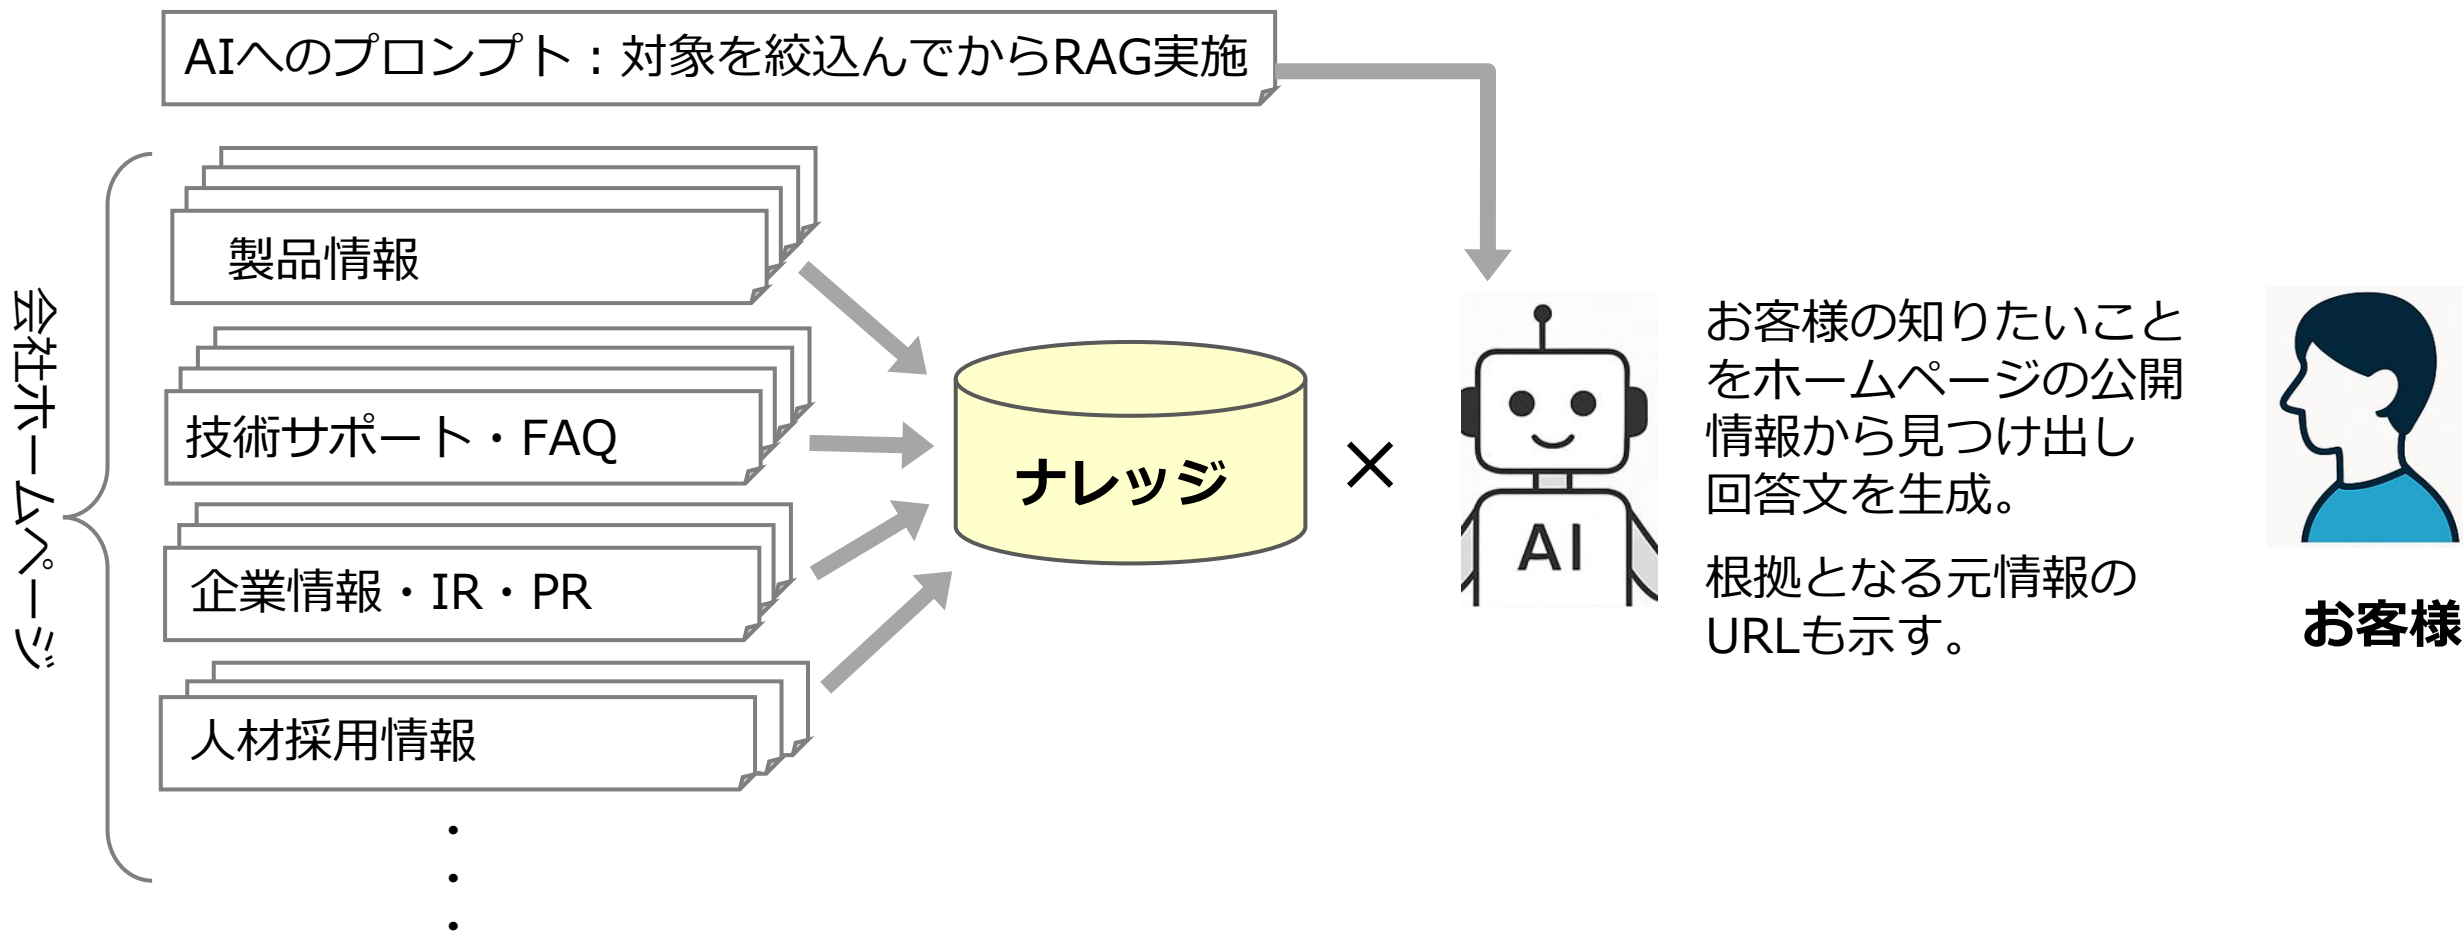 AIへのプロンプト：対象を絞込んでからRAG実施
会社ホームページ
製品情報
技術サポート・FAQ
企業情報・IR・PR
人材採用情報
・
・
・
ナレッジ
×
AI
お客様の知りたいこと
をホームページの公開
情報から見つけ出し
回答文を生成。
根拠となる元情報の
URLも示す。
お客様